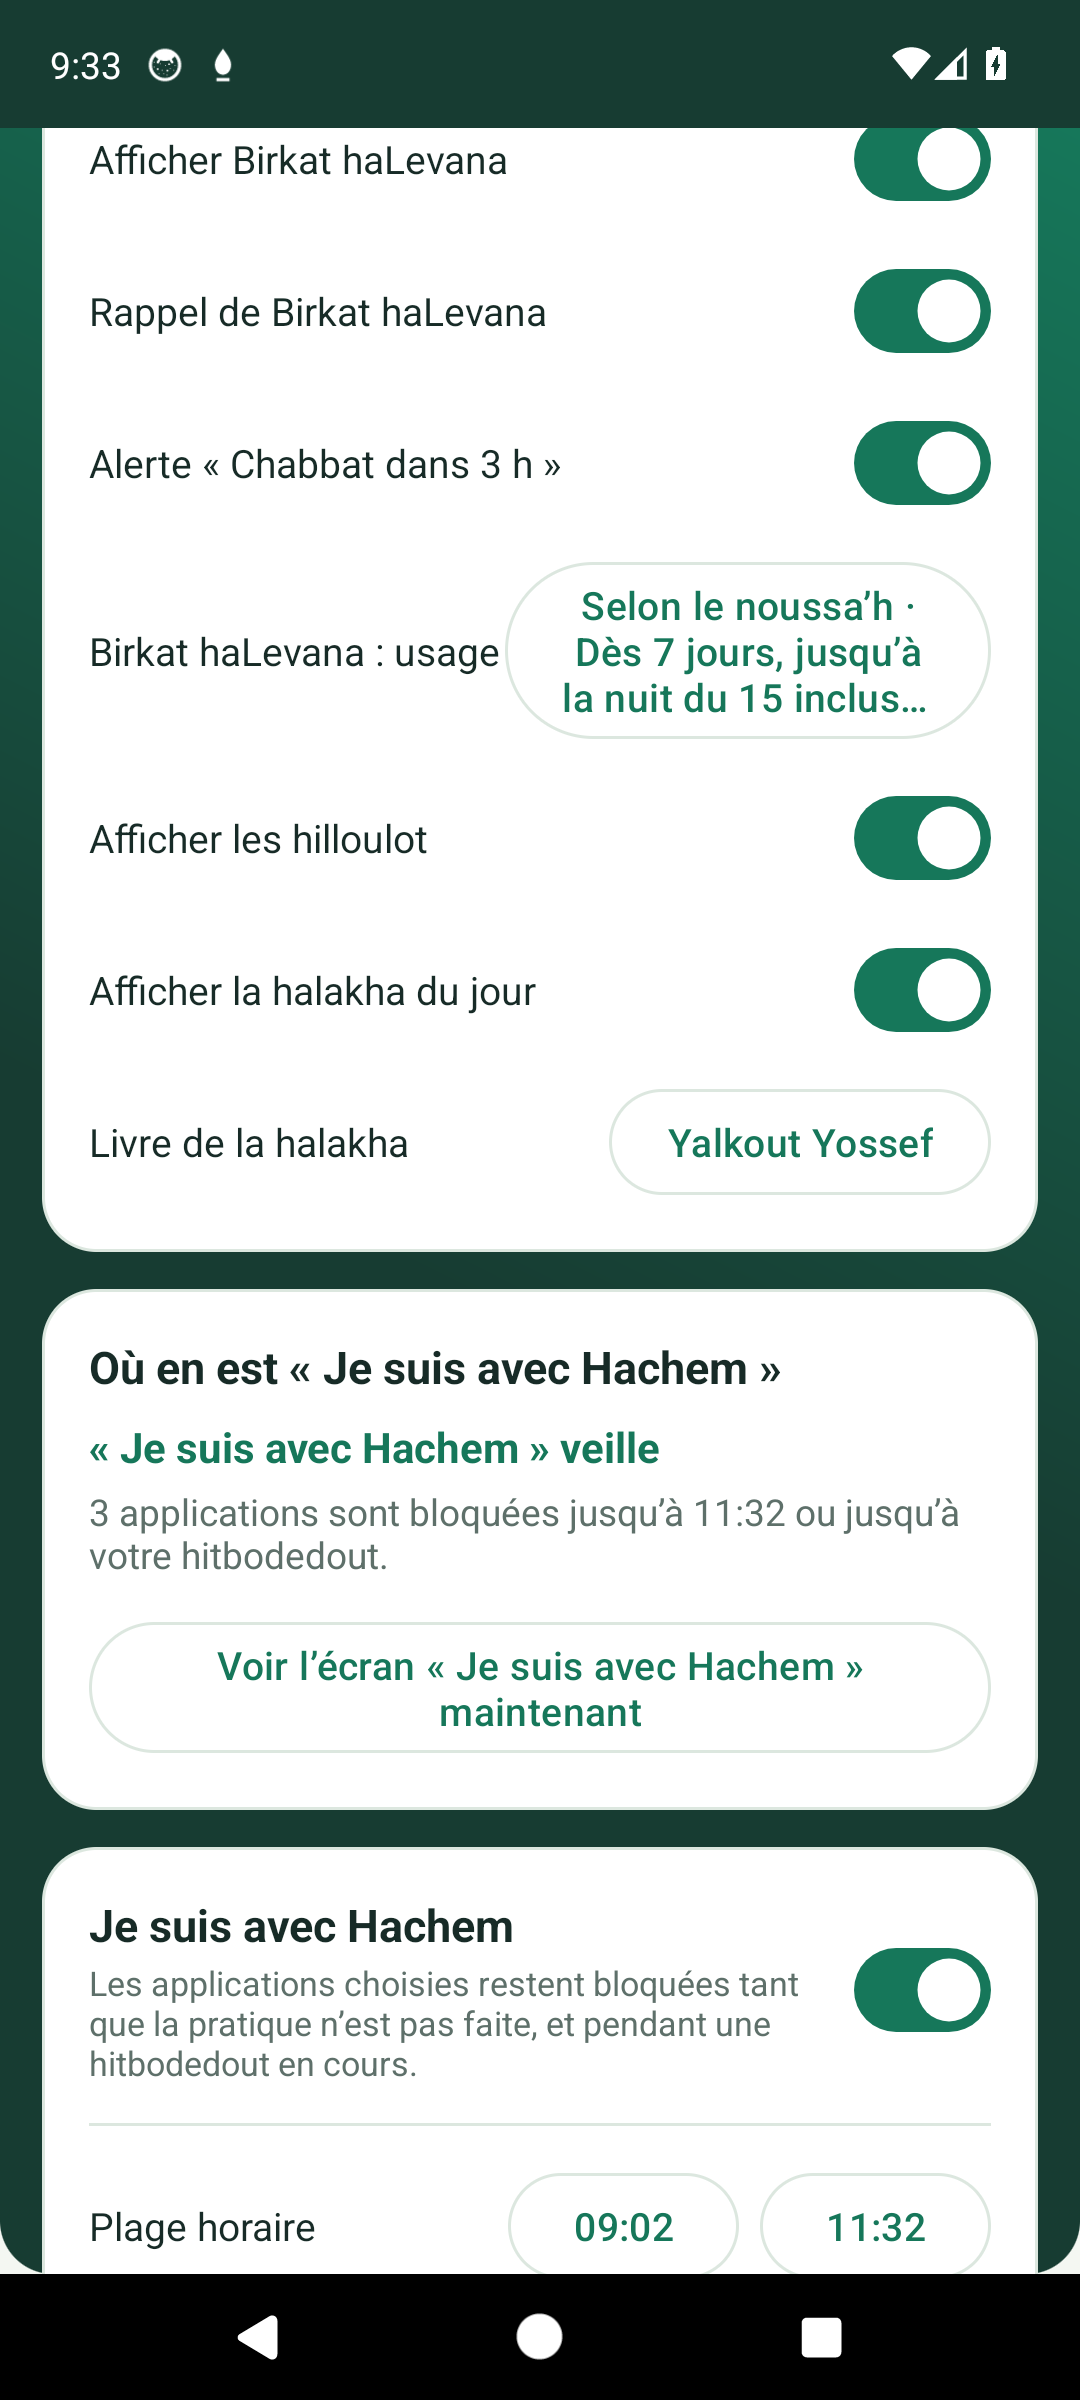 9:33
Afficher Birkat haLevana
Rappel de Birkat haLevana
Alerte « Chabbat dans 3 h »
Birkat haLevana : usage
Selon le noussa’h ·
Dès 7 jours, jusqu’à
la nuit du 15 inclus…
Afficher les hilloulot
Afficher la halakha du jour
Livre de la halakha
Yalkout Yossef
Où en est « Je suis avec Hachem »
« Je suis avec Hachem » veille
3 applications sont bloquées jusqu’à 11:32 ou jusqu’à
votre hitbodedout.
Voir l’écran « Je suis avec Hachem »
maintenant
Je suis avec Hachem
Les applications choisies restent bloquées tant
que la pratique n’est pas faite, et pendant une
hitbodedout en cours.
Plage horaire
09:02
11:32